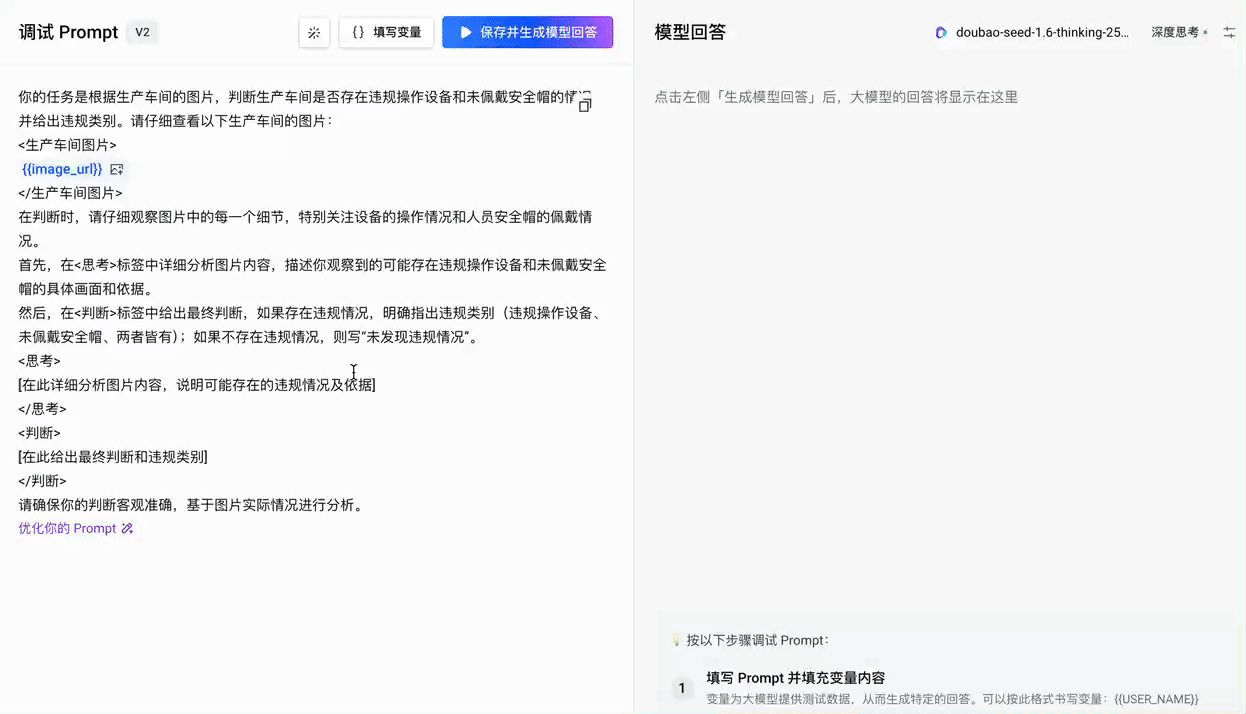 调试 Prompt V2
填写变量
保存并生成模型回答
你的任务是根据生产车间的图片，判断生产车间是否存在违规操作设备和未佩戴安全帽的情况
并给出违规类别。请仔细查看以下生产车间的图片：
<生产车间图片>
{{image_url}}
</生产车间图片>
在判断时，请仔细观察图片中的每一个细节，特别关注设备的操作情况和人员安全帽的佩戴情
况。
首先，在<思考>标签中详细分析图片内容，描述你观察到的可能存在违规操作设备和未佩戴安全
帽的具体画面和依据。
然后，在<判断>标签中给出最终判断，如果存在违规情况，明确指出违规类别（违规操作设备、
未佩戴安全帽、两者皆有）；如果不存在违规情况，则写“未发现违规情况”。
<思考>
[在此详细分析图片内容，说明可能存在的违规情况及依据]
</思考>
<判断>
[在此给出最终判断和违规类别]
</判断>
请确保你的判断客观准确，基于图片实际情况进行分析。
优化你的 Prompt
模型回答
doubao-seed-1.6-thinking-25...
深度思考
点击左侧「生成模型回答」后，大模型的回答将显示在这里
按以下步骤调试 Prompt：
1
填写 Prompt 并填充变量内容
变量为大模型提供测试数据，从而生成特定的回答。可以按此格式书写变量：{{USER_NAME}}